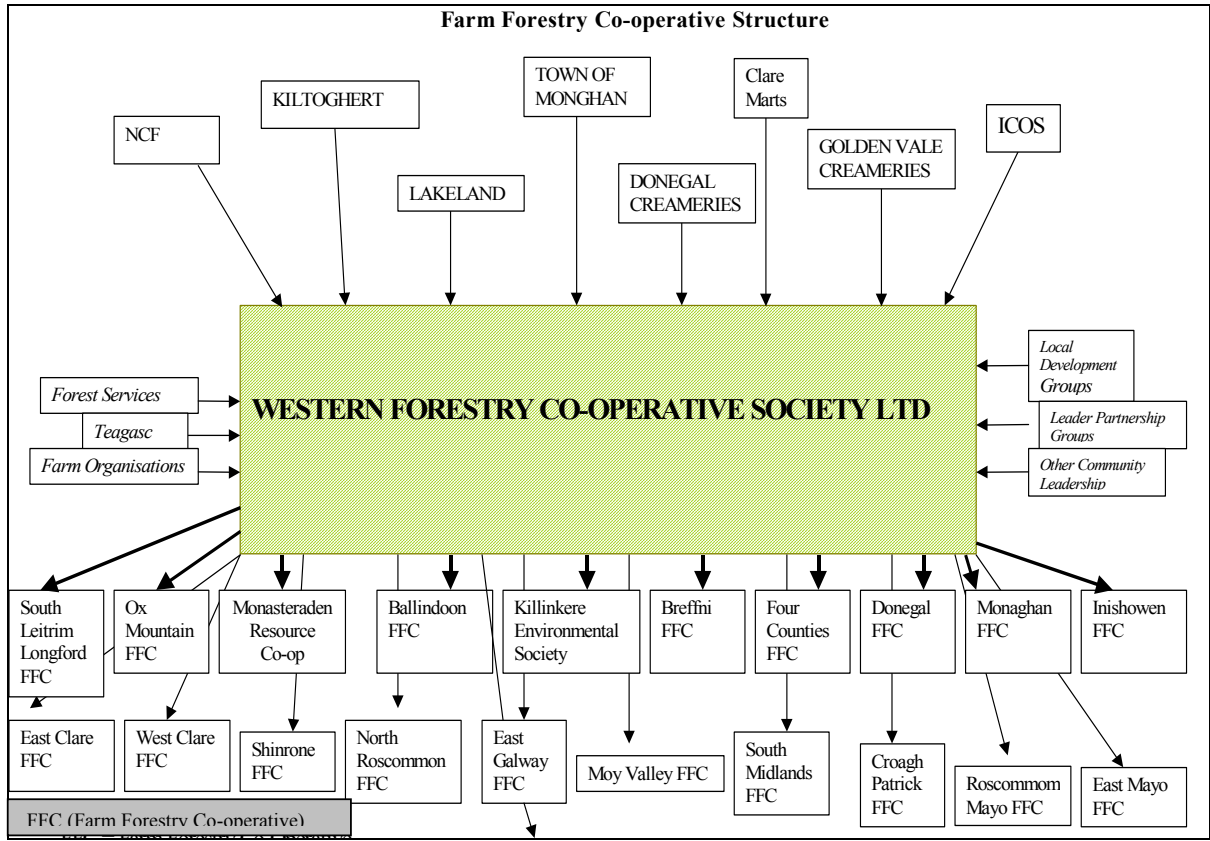 Farm Forestry Co-operative Structure
NCF
KILTOGHERT
TOWN OF
MONGHAN
Clare
Marts
ICOS
LAKELAND
DONEGAL
CREAMERIES
GOLDEN VALE
CREAMERIES
Forest Services
Teagasc
Farm Organisations
WESTERN FORESTRY CO-OPERATIVE SOCIETY LTD
Local
Development
Groups
Leader Partnership
Groups
Other Community
Leadership
South
Leitrim
Longford
FFC
Ox
Mountain
FFC
Monasteraden
Resource
Co-op
Ballindoon
FFC
Killinkere
Environmental
Society
Breffni
FFC
Four
Counties
FFC
Donegal
FFC
Monaghan
FFC
Inishowen
FFC
East Clare
FFC
West Clare
FFC
Shinrone
FFC
North
Roscommon
FFC
East
Galway
FFC
Moy Valley FFC
South
Midlands
FFC
Croagh
Patrick
FFC
Roscommom
Mayo FFC
East Mayo
FFC
FFC (Farm Forestry Co-operative)